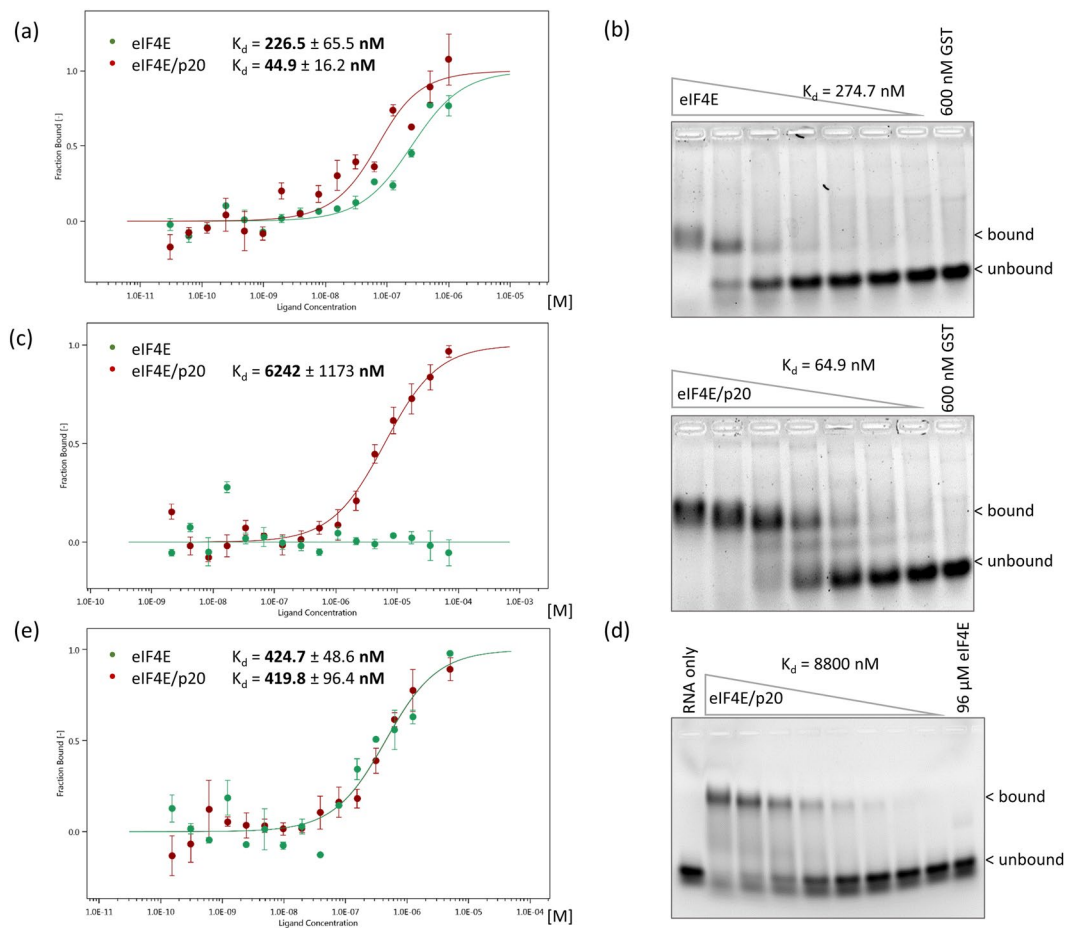 (a)
eIF4E K_d = 226.5 ± 65.5 nM
eIF4E/p20 K_d = 44.9 ± 16.2 nM
1.0
0.5
0.0
Fraction Bound [-]
1.0E-11 1.0E-10 1.0E-09 1.0E-08 1.0E-07 1.0E-06 1.0E-05 [M]
Ligand Concentration
(b)
eIF4E K_d = 274.7 nM
600 nM GST
< bound
< unbound
K_d = 64.9 nM
eIF4E/p20
600 nM GST
< bound
< unbound
(c)
eIF4E
eIF4E/p20 K_d = 6242 ± 1173 nM
1.0
0.5
0.0
Fraction Bound [-]
1.0E-10 1.0E-09 1.0E-08 1.0E-07 1.0E-06 1.0E-05 1.0E-04 1.0E-03
Ligand Concentration [M]
(d)
RNA only
K_d = 8800 nM
eIF4E/p20
96 μM eIF4E
< bound
< unbound
(e)
eIF4E K_d = 424.7 ± 48.6 nM
eIF4E/p20 K_d = 419.8 ± 96.4 nM
1.0
0.5
0.0
Fraction Bound [-]
1.0E-11 1.0E-10 1.0E-09 1.0E-08 1.0E-07 1.0E-06 1.0E-05 1.0E-04 [M]
Ligand Concentration